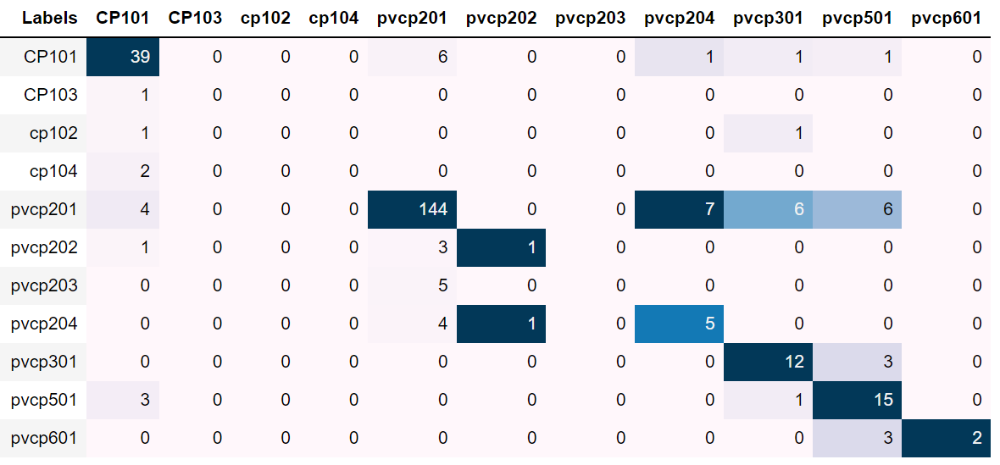 Labels CP101 CP103 cp102 cp104 pvcp201 pvcp202 pvcp203 pvcp204 pvcp301 pvcp501 pvcp601
CP101 39 0 0 0 6 0 0 1 1 1 0
CP103 1 0 0 0 0 0 0 0 0 0 0
cp102 1 0 0 0 0 0 0 0 1 0 0
cp104 2 0 0 0 0 0 0 0 0 0 0
pvcp201 4 0 0 0 144 0 0 7 6 6 0
pvcp202 1 0 0 0 3 1 0 0 0 0 0
pvcp203 0 0 0 0 5 0 0 0 0 0 0
pvcp204 0 0 0 0 4 1 0 5 0 0 0
pvcp301 0 0 0 0 0 0 0 0 12 3 0
pvcp501 3 0 0 0 0 0 0 0 1 15 0
pvcp601 0 0 0 0 0 0 0 0 0 3 2